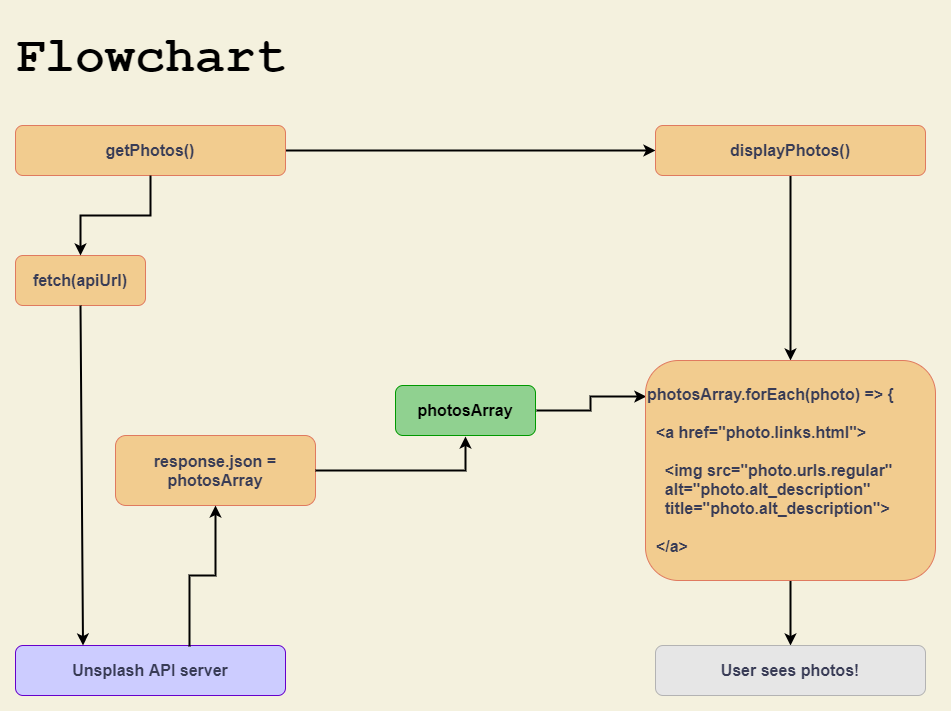 Flowchart
getPhotos()
displayPhotos()
fetch(apiUrl)
photosArray
response.json =
photosArray
photosArray.forEach(photo) => {
<a href="photo.links.html">
<img src="photo.urls.regular"
alt="photo.alt_description"
title="photo.alt_description">
</a>
Unsplash API server
User sees photos!